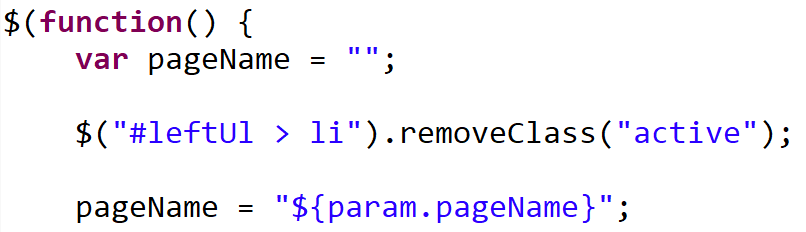 $(function() {
    var pageName = "";
    $("#leftUl > li").removeClass("active");
    pageName = "${param.pageName}";